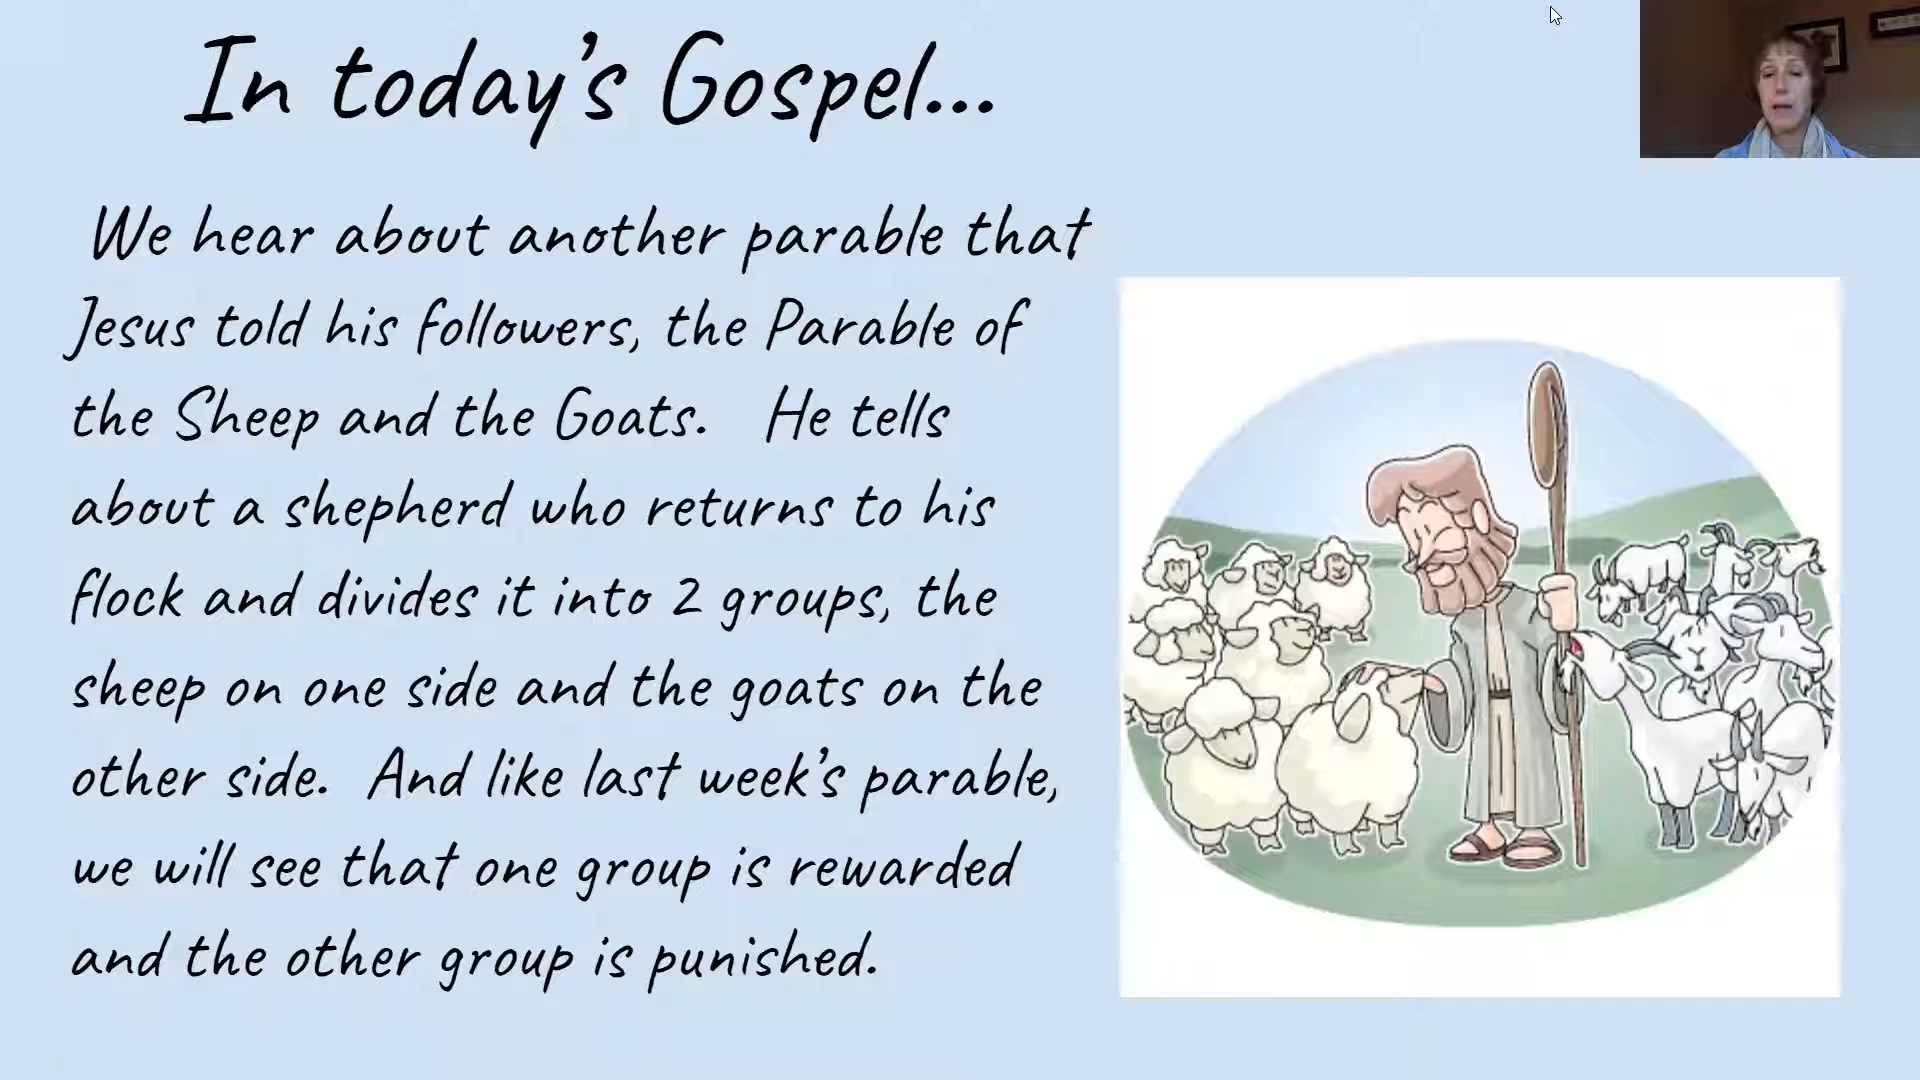 In today's Gospel...
We hear about another parable that
Jesus told his followers, the Parable of
the Sheep and the Goats.   He tells
about a shepherd who returns to his
flock and divides it into 2 groups, the
sheep on one side and the goats on the
other side.  And like last week's parable,
we will see that one group is rewarded
and the other group is punished.